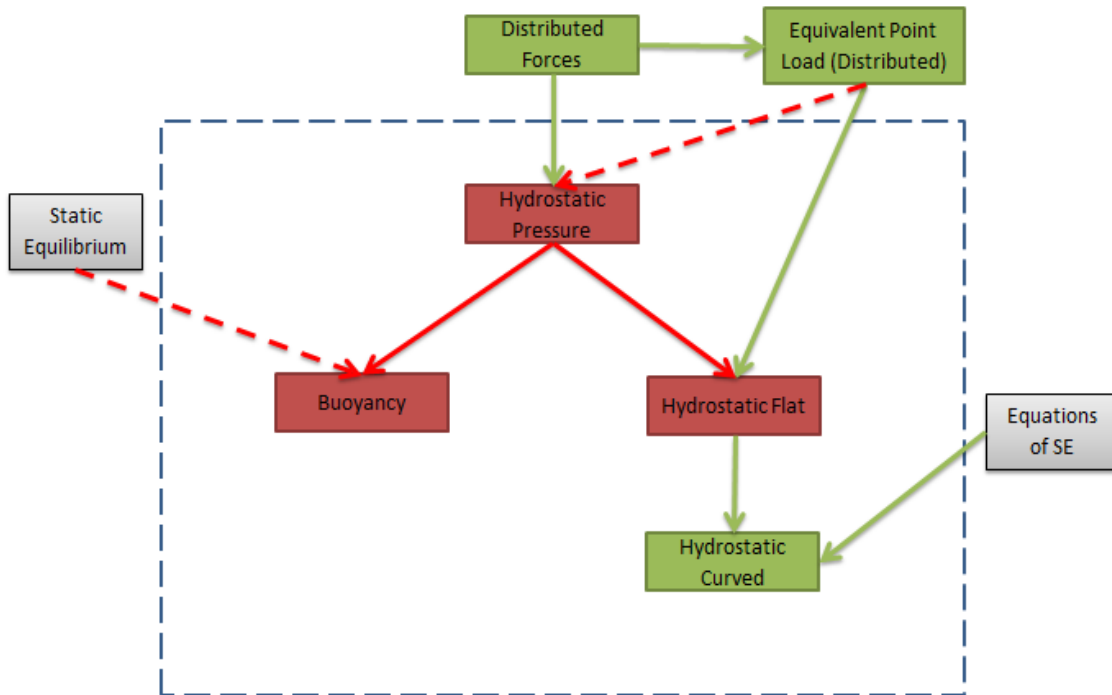 Distributed
Forces
Equivalent Point
Load (Distributed)
Hydrostatic
Pressure
Static
Equilibrium
Buoyancy
Hydrostatic Flat
Equations
of SE
Hydrostatic
Curved